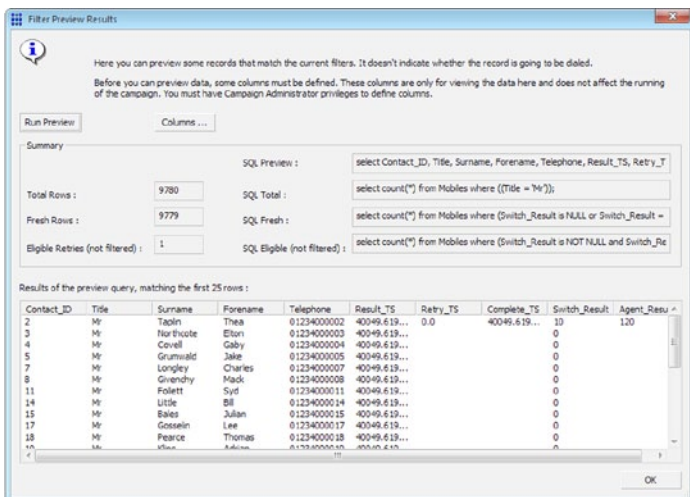 Filter Preview Results
Here you can preview some records that match the current filters. It doesn't indicate whether the record is going to be dialed.
Before you can preview data, some columns must be defined. These columns are only for viewing the data here and does not affect the running
of the campaign. You must have Campaign Administrator privileges to define columns.
Run Preview Columns ...
Summary
SQL Preview : select Contact_ID, Title, Surname, Forename, Telephone, Result_TS, Retry_T
Total Rows : 9780 SQL Total : select count(*) from Mobiles where ((Title = 'Mr'));
Fresh Rows : 9779 SQL Fresh : select count(*) from Mobiles where (Switch_Result is NULL or Switch_Result =
Eligible Retries (not filtered) : 1 SQL Eligible (not filtered) : select count(*) from Mobiles where (Switch_Result is NOT NULL and Switch_Re
Results of the preview query, matching the first 25 rows :
Contact_ID Title Surname Forename Telephone Result_TS Retry_TS Complete_TS Switch_Result Agent_Resu
2 Mr Taplin Thea 01234000002 40049.619... 0.0 40049.619... 10 120
3 Mr Northcote Elton 01234000003 40049.619... 0
4 Mr Covell Gaby 01234000004 40049.619... 0
5 Mr Grumwald Jake 01234000005 40049.619... 0
7 Mr Longley Charles 01234000007 40049.619... 0
8 Mr Givenchy Mack 01234000008 40049.619... 0
11 Mr Follett Syd 01234000011 40049.619... 0
14 Mr Little Bill 01234000014 40049.619... 0
15 Mr Bales Julian 01234000015 40049.619... 0
17 Mr Gosselin Lee 01234000017 40049.619... 0
18 Mr Pearce Thomas 01234000018 40049.619... 0
OK